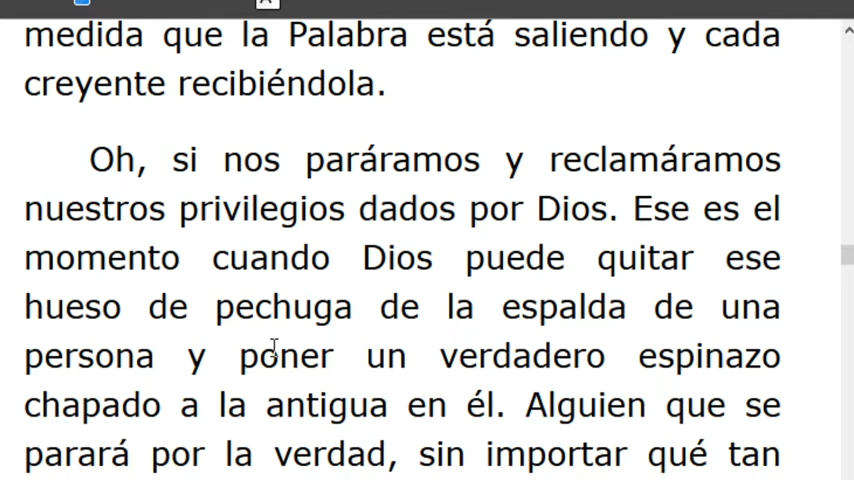 medida que la Palabra está saliendo y cada
creyente recibiéndola.
Oh, si nos paráramos y reclamáramos
nuestros privilegios dados por Dios. Ese es el
momento cuando Dios puede quitar ese
hueso de pechuga de la espalda de una
persona y poner un verdadero espinazo
chapado a la antigua en él. Alguien que se
parará por la verdad, sin importar qué tan